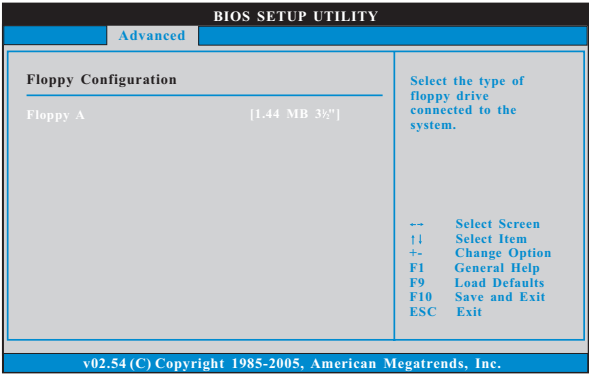 BIOS SETUP UTILITY
Advanced
Floppy Configuration
Floppy A [1.44 MB 3½"]
Select the type of
floppy drive
connected to the
system.
←→ Select Screen
↑↓ Select Item
+- Change Option
F1 General Help
F9 Load Defaults
F10 Save and Exit
ESC Exit
v02.54 (C) Copyright 1985-2005, American Megatrends, Inc.